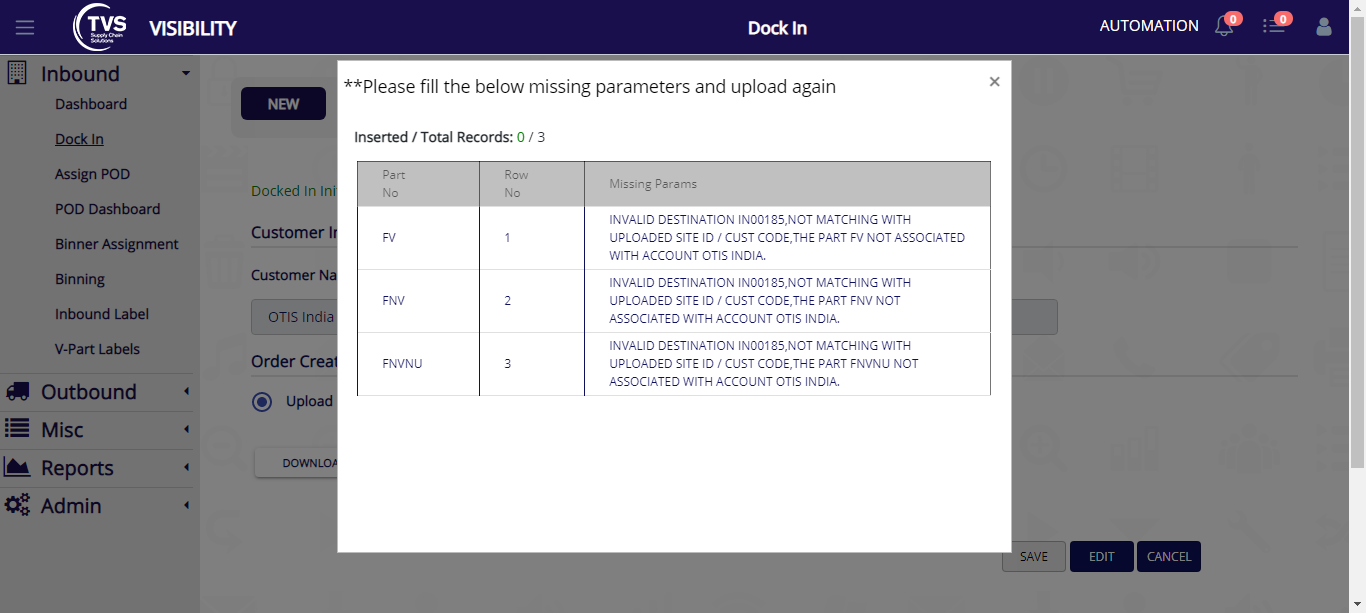 TVS
Supply Chain
Solutions
VISIBILITY
Dock In
AUTOMATION
0
0
Inbound
Dashboard
Dock In
Assign POD
POD Dashboard
Binner Assignment
Binning
Inbound Label
V-Part Labels
Outbound
Misc
Reports
Admin
NEW
Docked In Ini
Customer In
Customer Na
OTIS India
Order Creat
Upload
DOWNLOA
**Please fill the below missing parameters and upload again
×
Inserted / Total Records: 0 / 3
Part
No
Row
No
Missing Params
FV
1
INVALID DESTINATION IN00185,NOT MATCHING WITH
UPLOADED SITE ID / CUST CODE,THE PART FV NOT ASSOCIATED
WITH ACCOUNT OTIS INDIA.
FNV
2
INVALID DESTINATION IN00185,NOT MATCHING WITH
UPLOADED SITE ID / CUST CODE,THE PART FNV NOT
ASSOCIATED WITH ACCOUNT OTIS INDIA.
FNVNU
3
INVALID DESTINATION IN00185,NOT MATCHING WITH
UPLOADED SITE ID / CUST CODE,THE PART FNVNU NOT
ASSOCIATED WITH ACCOUNT OTIS INDIA.
SAVE
EDIT
CANCEL